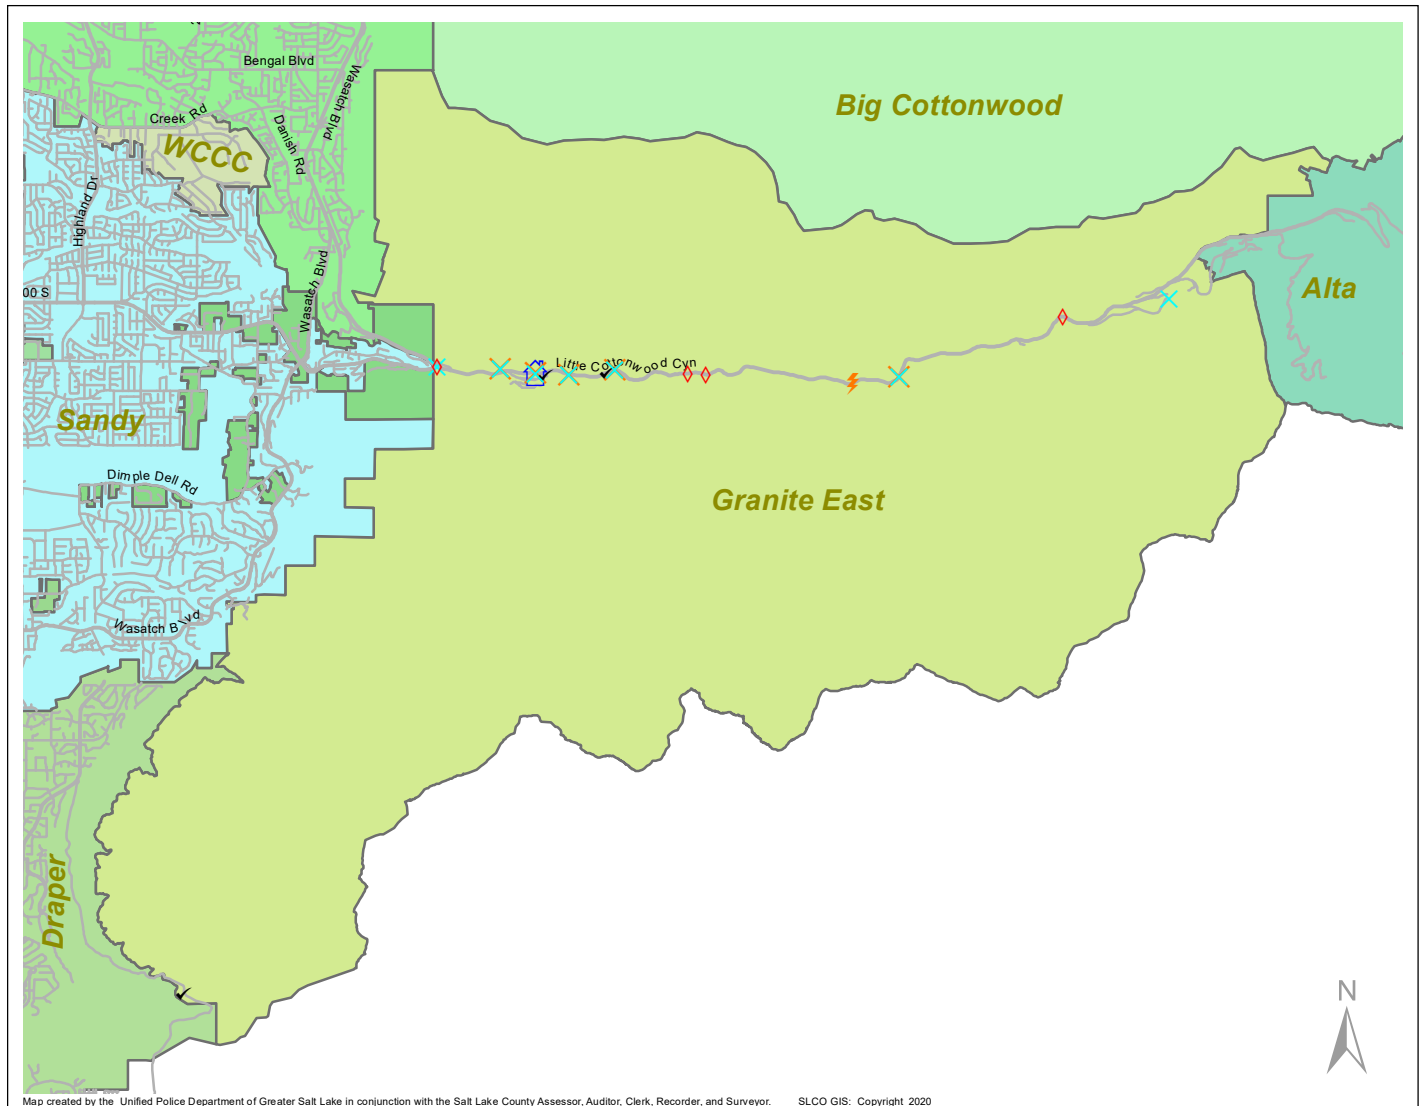 Bengal Blvd
Wasatch Blvd
Big Cottonwood
Creek Rd
Danish Rd
WCCC
Highland Dr
Wasatch Blvd
00 S
Alta
Little Cottonwood Cyn
Sandy
Dimple Dell Rd
Granite East
Wasatch Blvd
Draper
N
Map created by the Unified Police Department of Greater Salt Lake in conjunction with the Salt Lake County Assessor, Auditor, Clerk, Recorder, and Surveyor. SLCO GIS: Copyright 2020